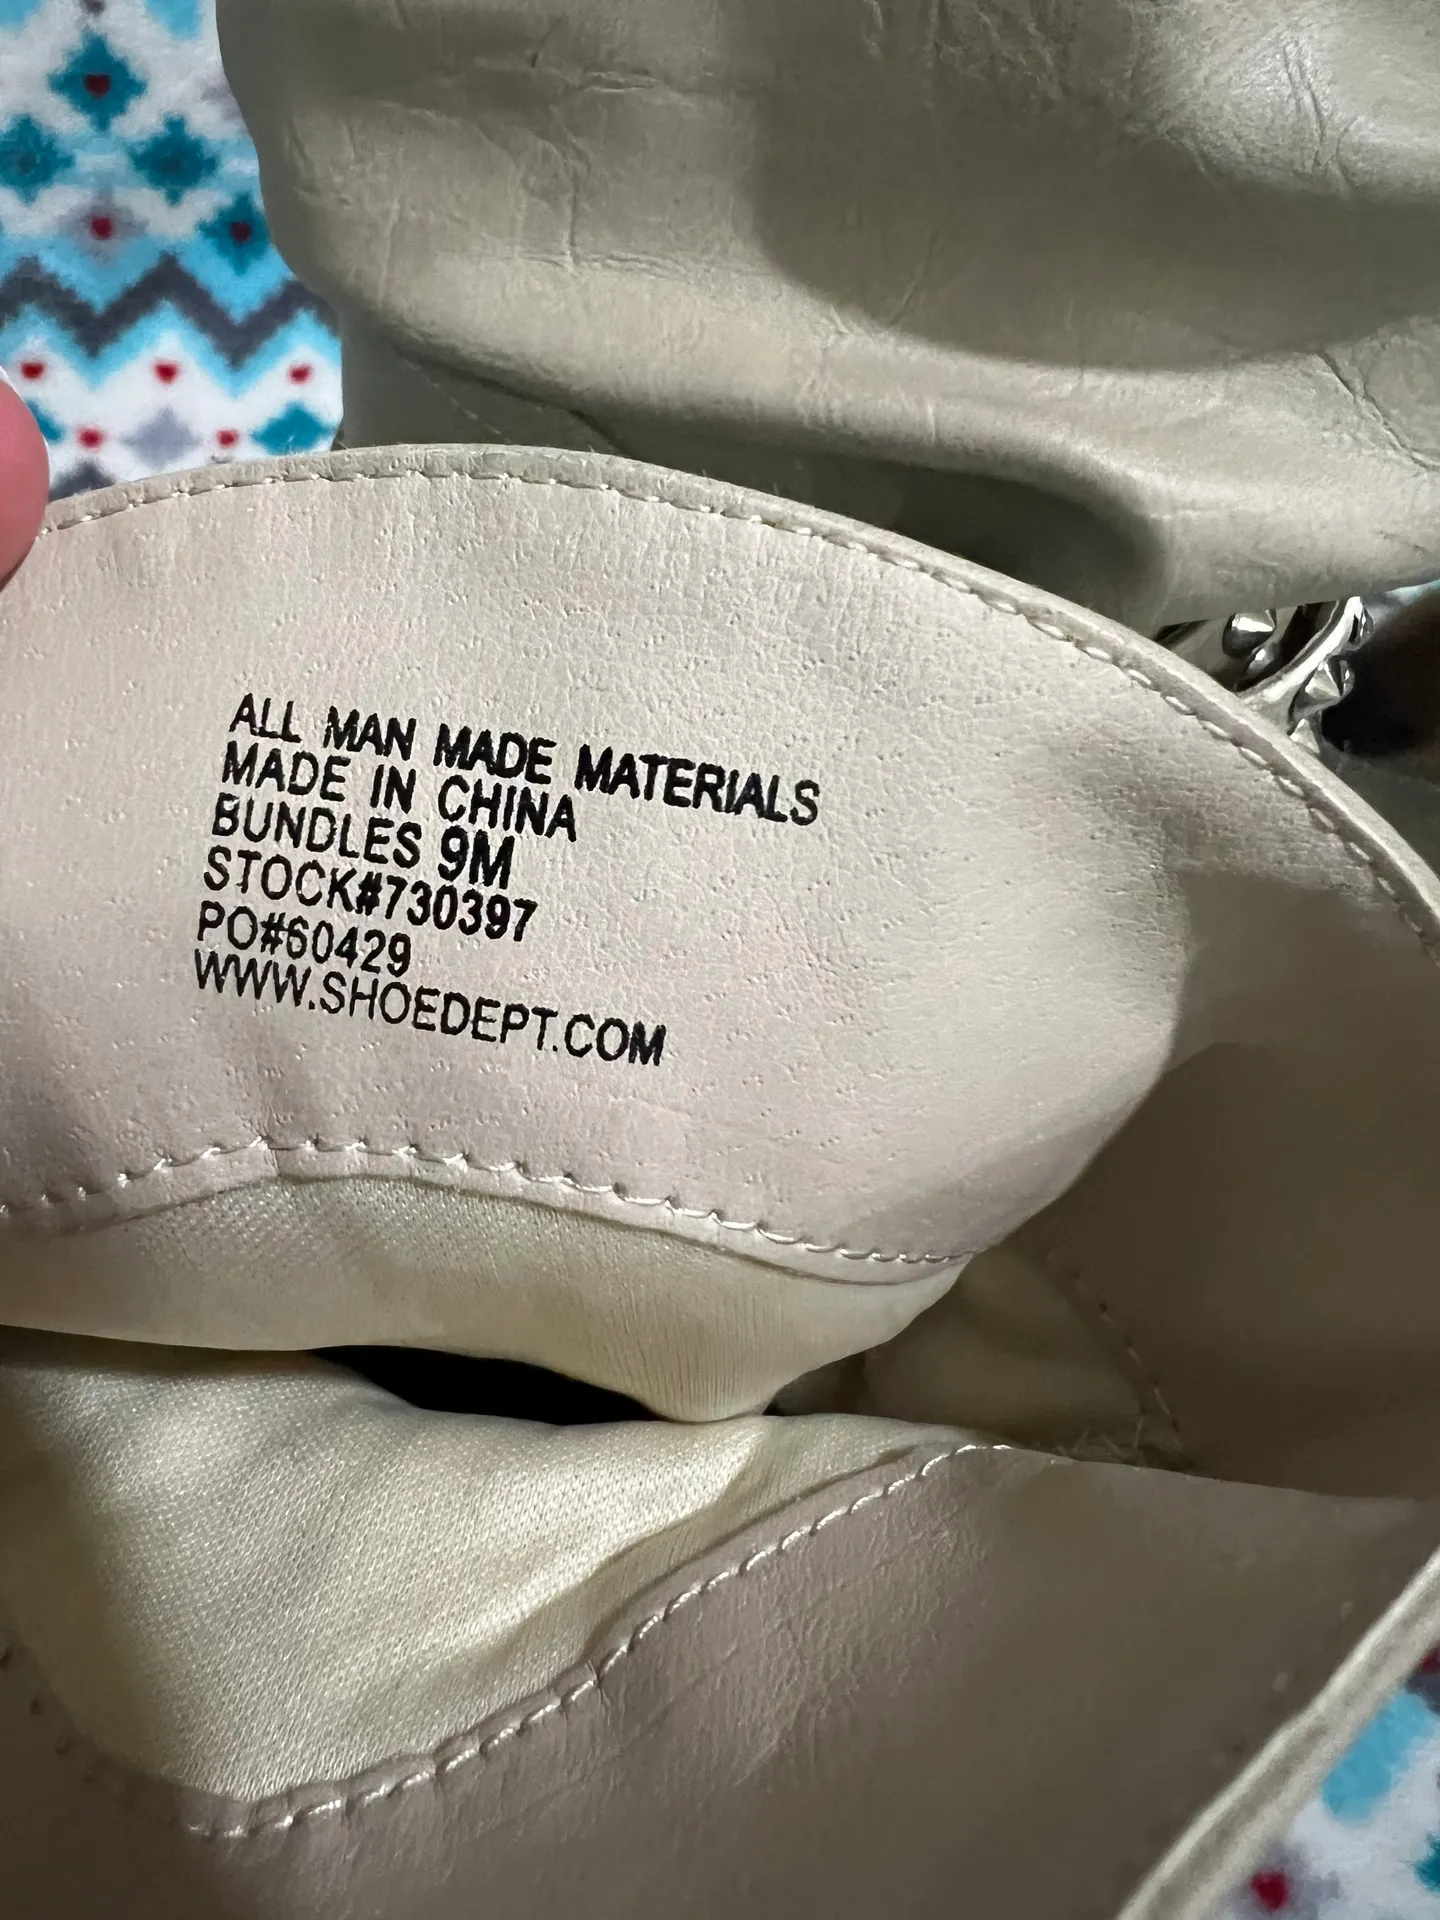 ALL MAN MADE MATERIALS
MADE IN CHINA
BUNDLES 9M
STOCK#730397
PO#60429
WWW.SHOEDEPT.COM